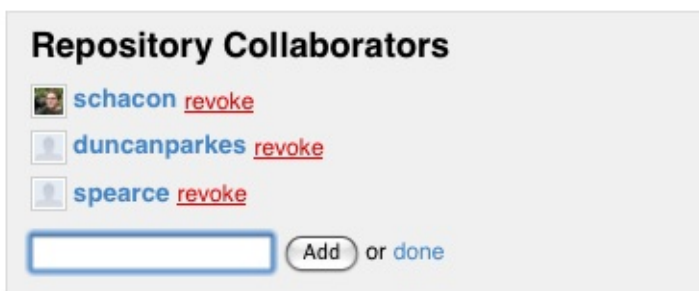 Repository Collaborators
schacon revoke
duncanparkes revoke
spearce revoke
Add or done